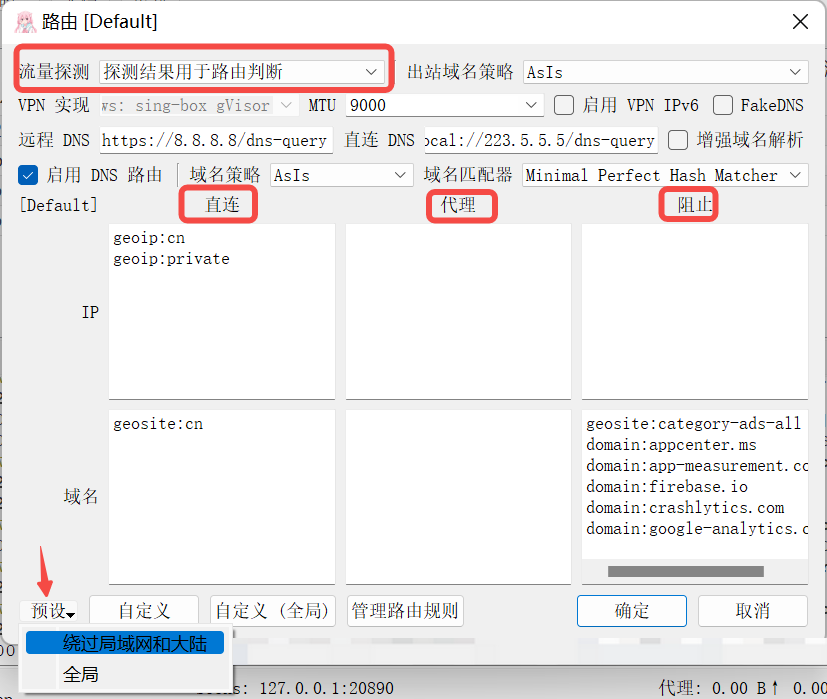 路由 [Default]
流量探测 探测结果用于路由判断 出站域名策略 AsIs
VPN 实现 ws: sing-box gVisor MTU 9000 启用 VPN IPv6 FakeDNS
远程 DNS https://8.8.8.8/dns-query 直连 DNS ocal://223.5.5.5/dns-query 增强域名解析
启用 DNS 路由 域名策略 AsIs 域名匹配器 Minimal Perfect Hash Matcher
[Default] 直连 代理 阻止
geoip:cn
geoip:private
IP
geosite:cn geosite:category-ads-all
domain:appcenter.ms
domain:app-measurement.co
domain:firebase.io
域名
domain:crashlytics.com
domain:google-analytics.c
预设 自定义 自定义 (全局) 管理路由规则 确定 取消
绕过局域网和大陆
全局
127.0.0.1:20890 代理: 0.00 B↑ 0.00